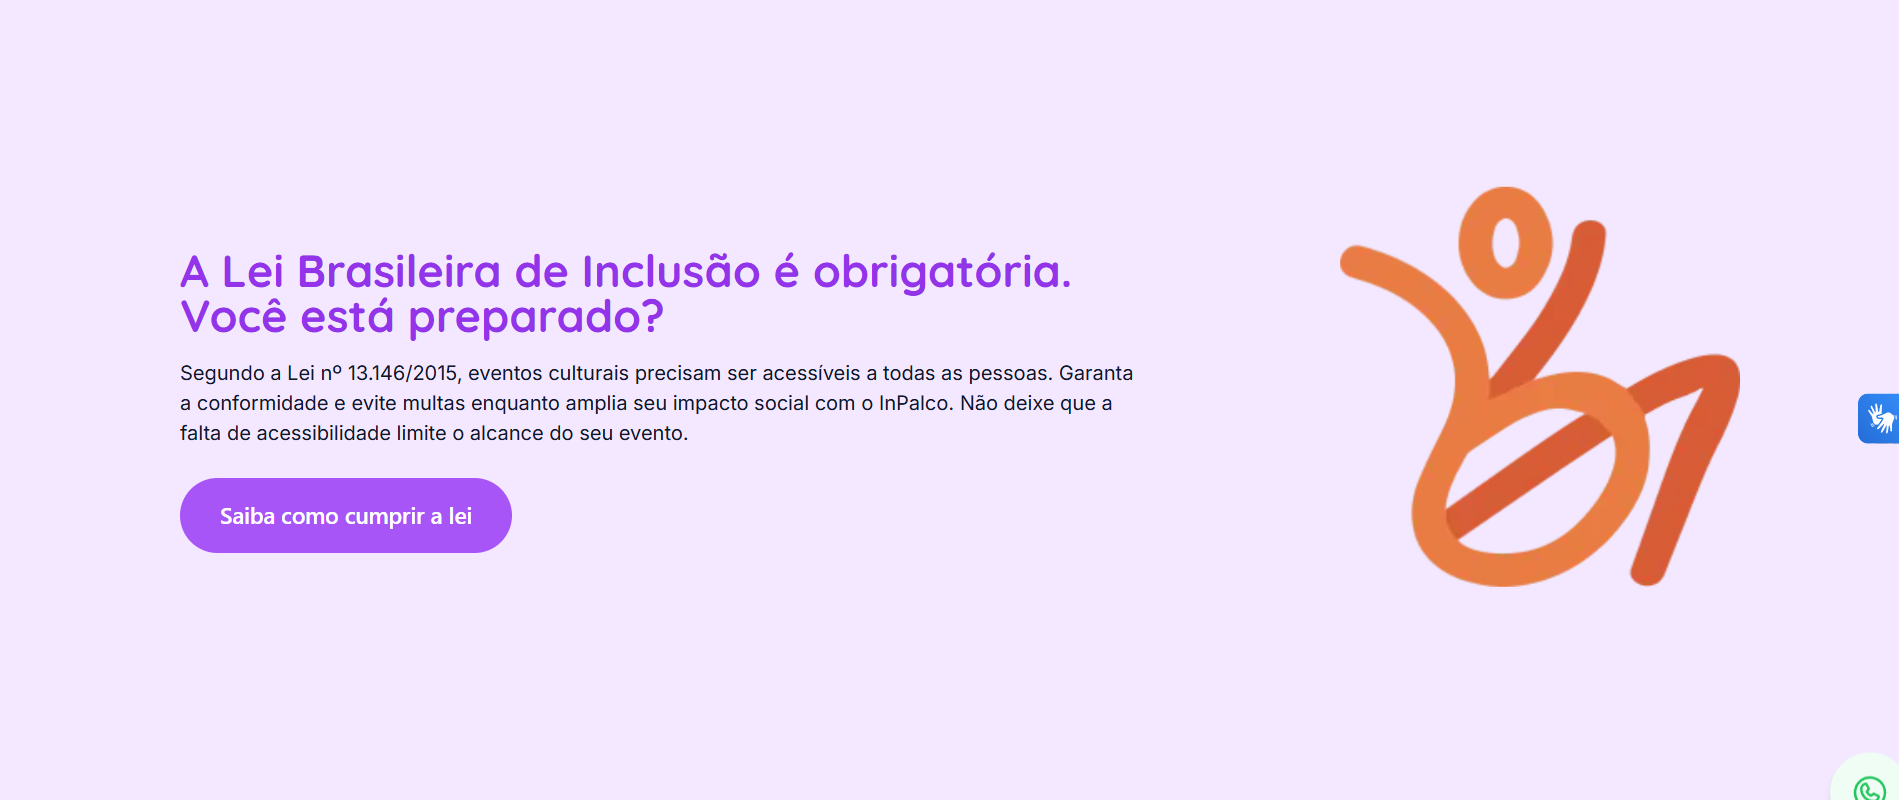 A Lei Brasileira de Inclusão é obrigatória.
Você está preparado?
Segundo a Lei nº 13.146/2015, eventos culturais precisam ser acessíveis a todas as pessoas. Garanta
a conformidade e evite multas enquanto amplia seu impacto social com o InPalco. Não deixe que a
falta de acessibilidade limite o alcance do seu evento.
Saiba como cumprir a lei